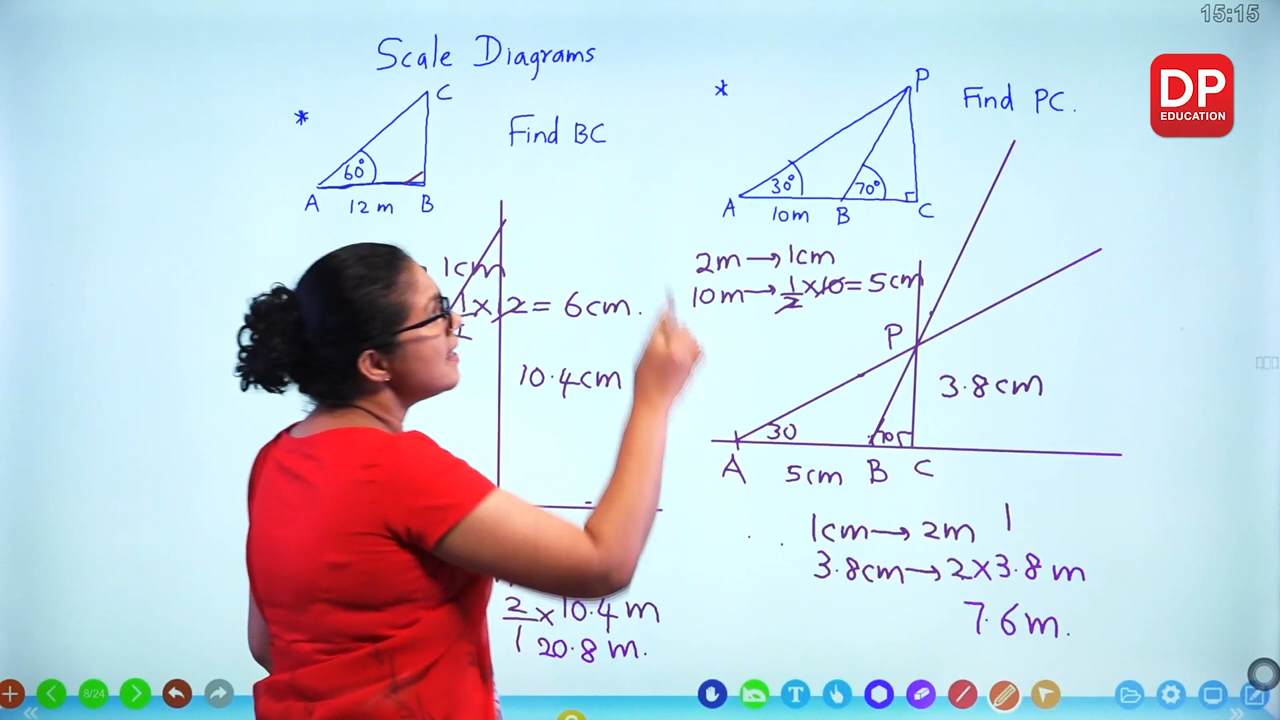 15:15
Scale Diagrams
DP
EDUCATION
*
C
60°
A
12 m
B
Find BC
1cm
× 12 = 6cm.
10.4cm
2/1 × 10.4 m
20.8 m.
*
P
Find PC.
30°
70°
A
10m
B
C
2m → 1cm
10m → 1/2 × 10 = 5cm
P
3.8cm
30
70
A
5cm
B
C
1cm → 2m
3.8cm → 2×3.8 m
7.6m.
8/24
T